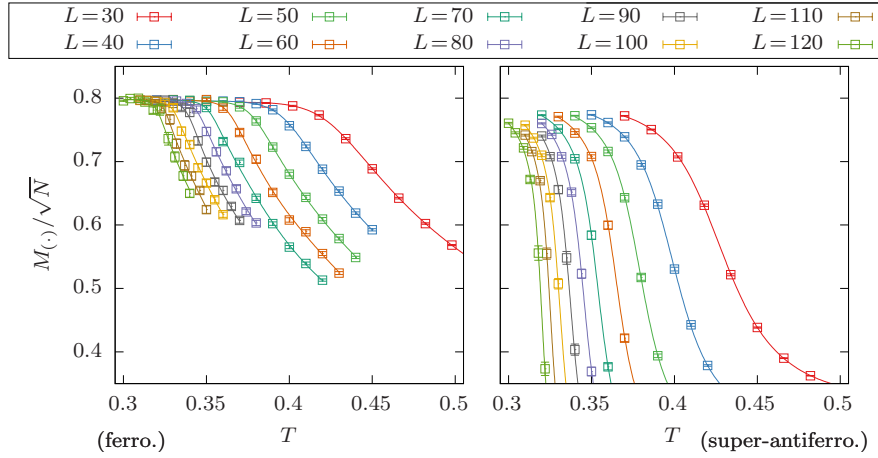 L=30 L=50 L=70 L=90 L=110
L=40 L=60 L=80 L=100 L=120
0.8
0.7
0.6
0.5
0.4
M(·)/√N
0.3 0.35 0.4 0.45 0.5 0.3 0.35 0.4 0.45 0.5
(ferro.) T T (super-antiferro.)